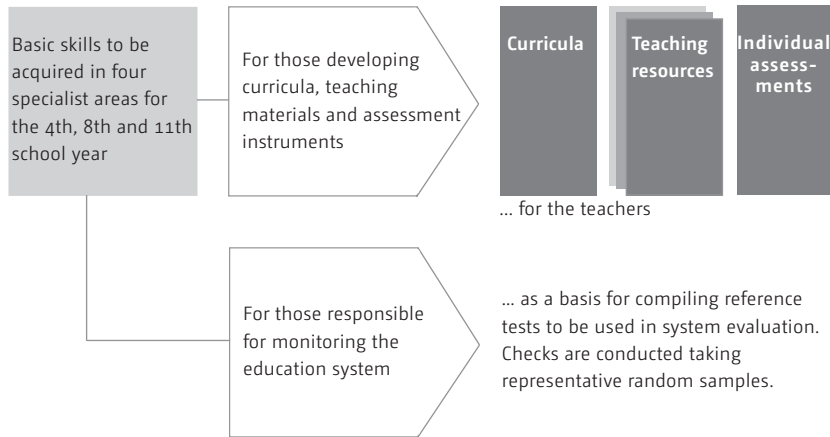 Basic skills to be
acquired in four
specialist areas for
the 4th, 8th and 11th
school year
For those developing
curricula, teaching
materials and assessment
instruments
Curricula
Teaching
resources
Individual
assess-
ments
... for the teachers
For those responsible
for monitoring the
education system
... as a basis for compiling reference
tests to be used in system evaluation.
Checks are conducted taking
representative random samples.